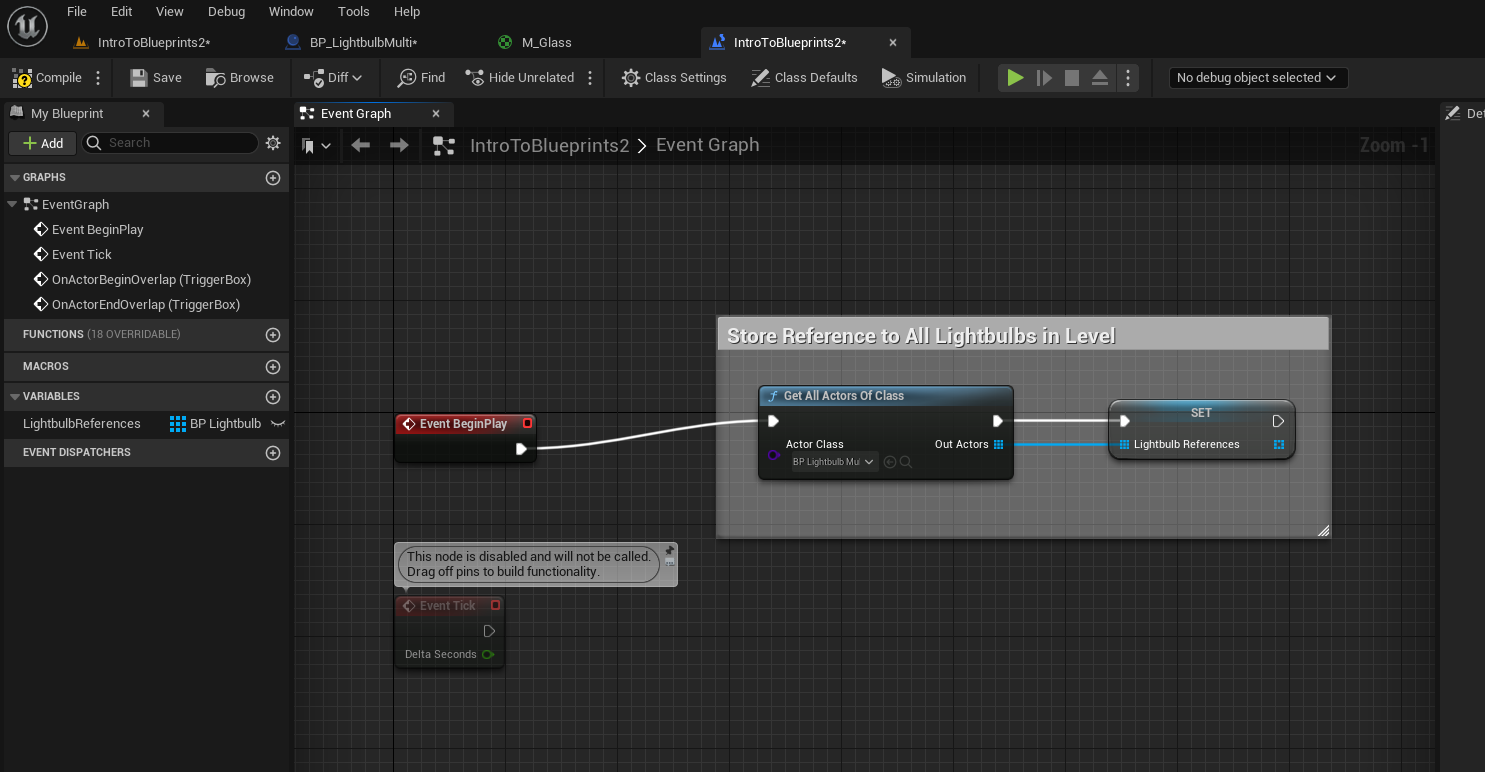 File Edit View Debug Window Tools Help
IntroToBlueprints2* BP_LightbulbMulti* M_Glass IntroToBlueprints2*
Compile Save Browse Diff Find Hide Unrelated Class Settings Class Defaults Simulation No debug object selected
My Blueprint Event Graph
Add Search IntroToBlueprints2 > Event Graph Zoom -1
GRAPHS
EventGraph
Event BeginPlay
Event Tick
OnActorBeginOverlap (TriggerBox)
OnActorEndOverlap (TriggerBox)
FUNCTIONS (18 OVERRIDABLE)
MACROS
VARIABLES
LightbulbReferences BP Lightbulb
EVENT DISPATCHERS
Store Reference to All Lightbulbs in Level
Get All Actors Of Class
Actor Class Out Actors
BP Lightbulb Mul
SET
Lightbulb References
Event BeginPlay
This node is disabled and will not be called.
Drag off pins to build functionality.
Event Tick
Delta Seconds